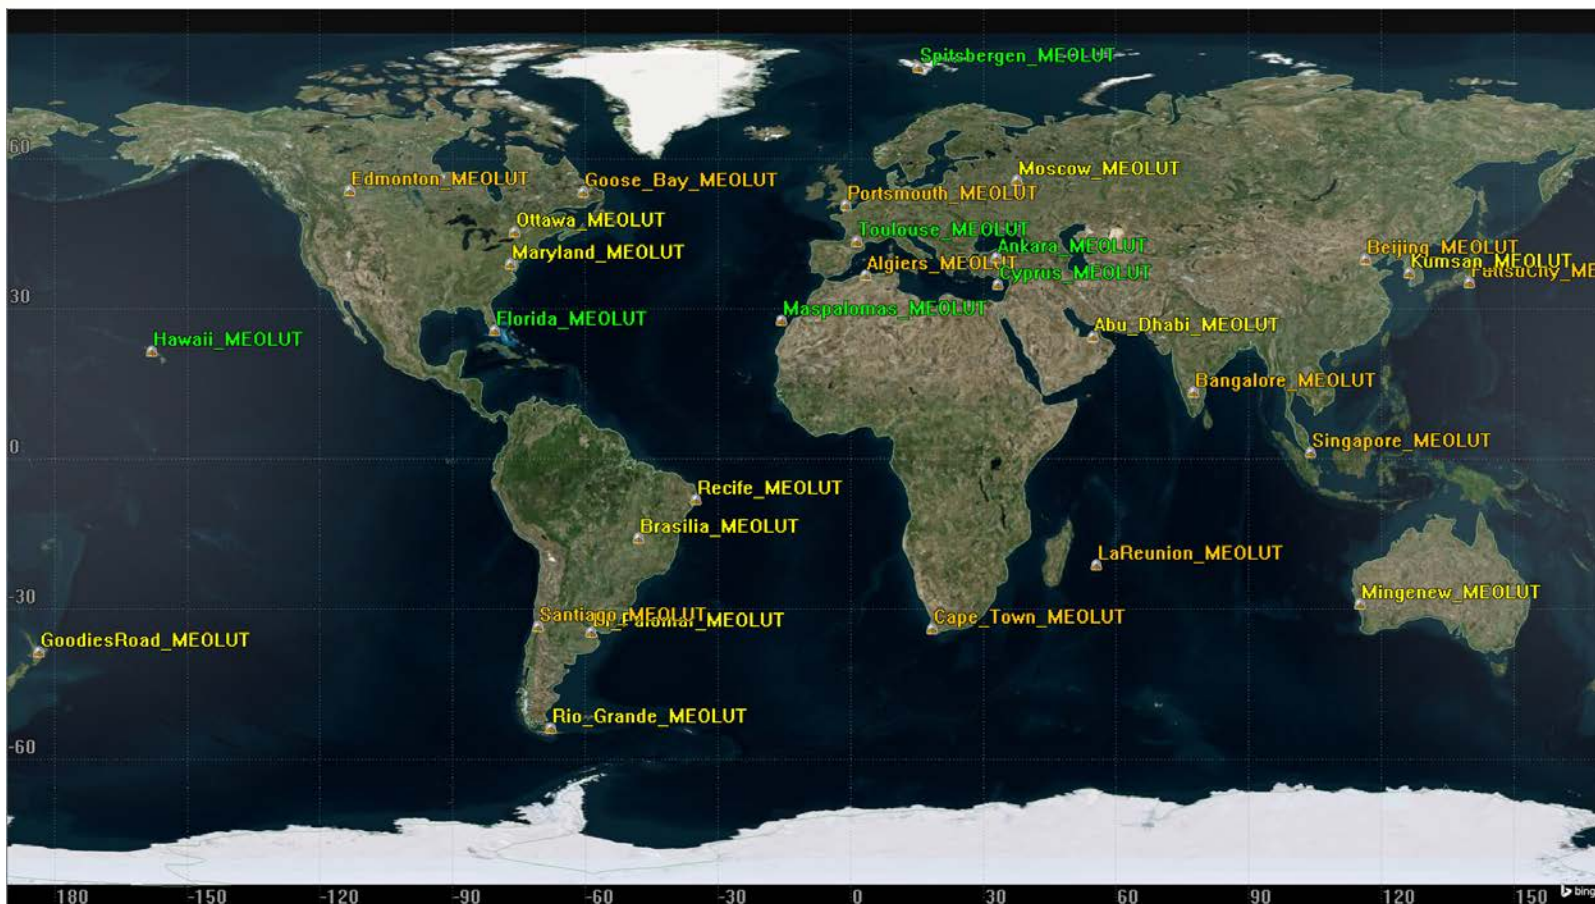 Spitsbergen_MEOLUT
60
Moscow_MEOLUT
Edmonton_MEOLUT
Goose_Bay_MEOLUT
Portsmouth_MEOLUT
Ottawa_MEOLUT
Toulouse_MEOLUT
Ankara_MEOLUT
Beijing_MEOLUT
Maryland_MEOLUT
Algiers_MEOLUT
Kumsan_MEOLUT
Cyprus_MEOLUT
30
Maspalomas_MEOLUT
Florida_MEOLUT
Abu_Dhabi_MEOLUT
Hawaii_MEOLUT
Bangalore_MEOLUT
0
Singapore_MEOLUT
Recife_MEOLUT
Brasilia_MEOLUT
LaReunion_MEOLUT
-30
Mingenew_MEOLUT
Santiago_MEOLUT
Cape_Town_MEOLUT
GoodiesRoad_MEOLUT
Rio_Grande_MEOLUT
-60
180 -150 -120 -90 -60 -30 0 30 60 90 120 150
bing